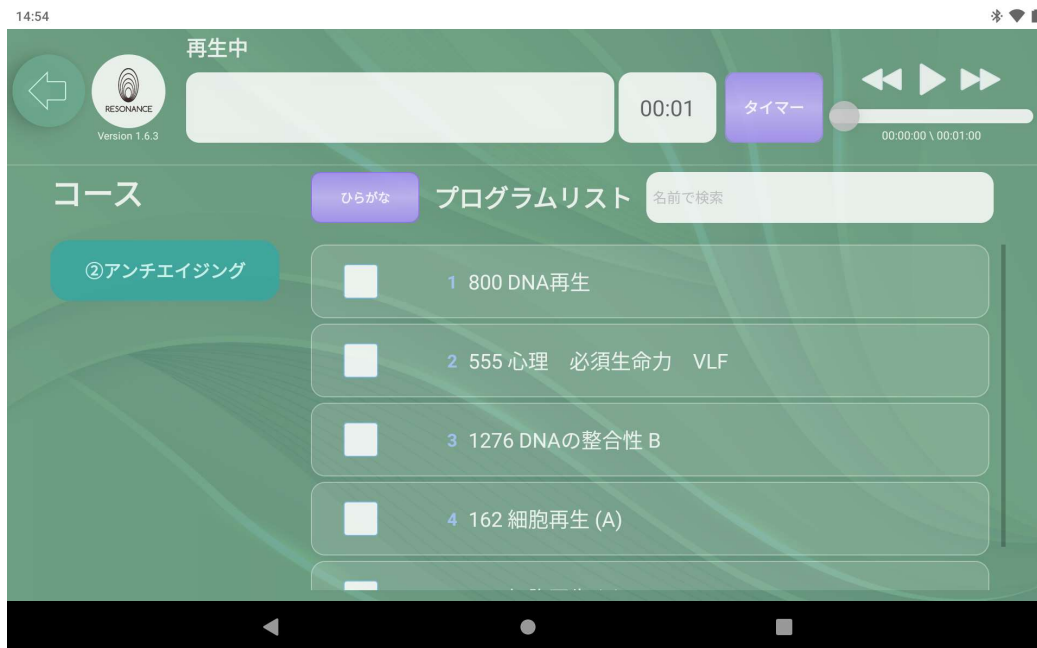 14:54
再生中
RESONANCE
Version 1.6.3
00:01
タイマー
00:00:00 \ 00:01:00
コース
ひらがな
プログラムリスト
名前で検索
②アンチエイジング
1 800 DNA再生
2 555 心理　必須生命力　VLF
3 1276 DNAの整合性 B
4 162 細胞再生 (A)